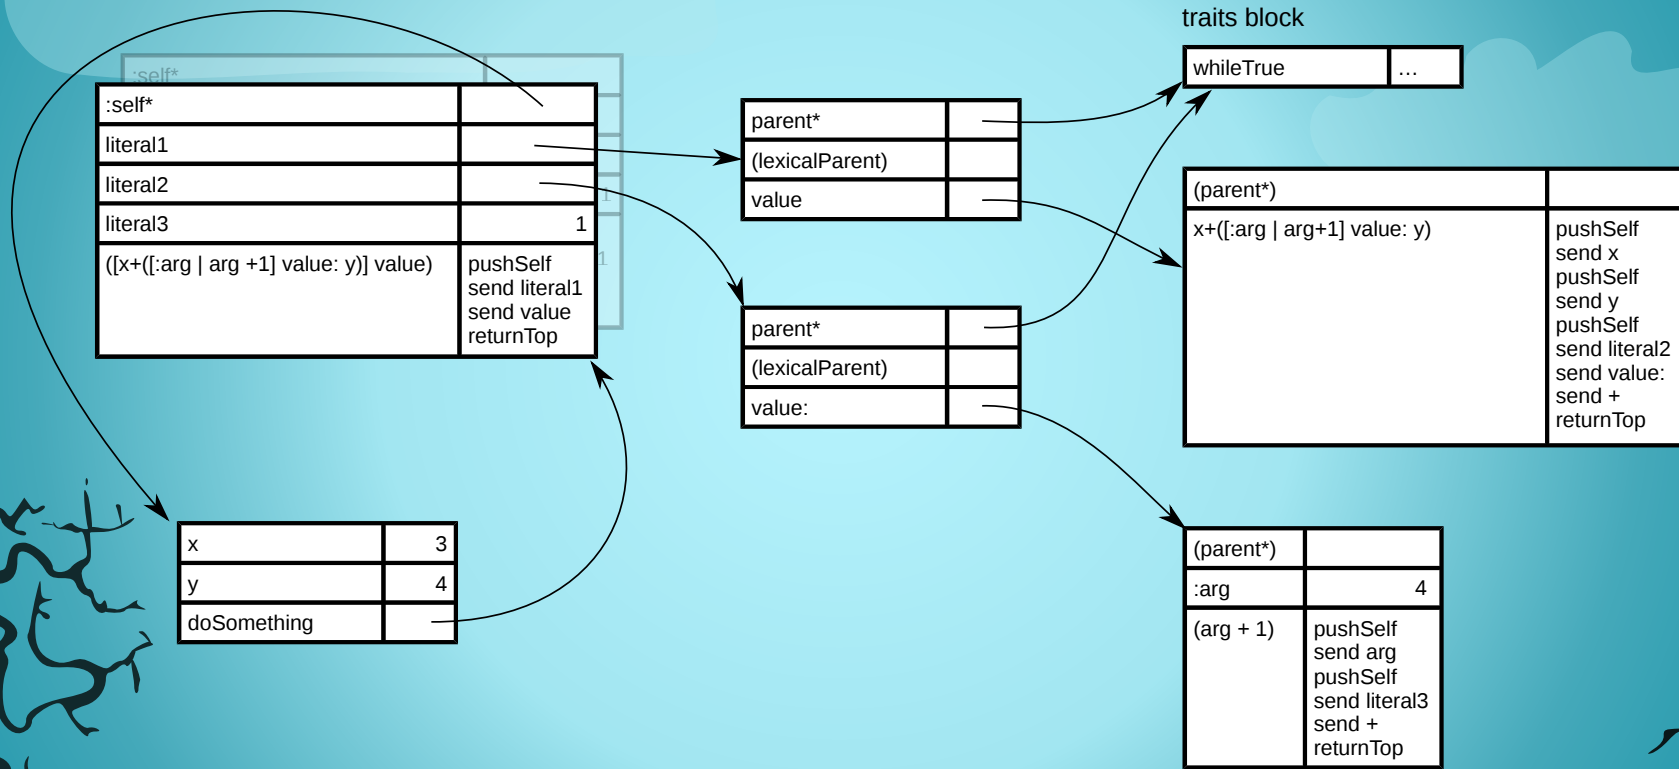 traits block
:self*
:self*
literal1
literal2
literal3 1
([x+([:arg | arg +1] value: y)] value)
pushSelf
send literal1
send value
returnTop
1
1
x 3
y 4
doSomething
parent*
(lexicalParent)
value
parent*
(lexicalParent)
value:
whileTrue ...
(parent*)
x+([:arg | arg+1] value: y)
pushSelf
send x
pushSelf
send y
pushSelf
send literal2
send value:
send +
returnTop
(parent*)
:arg 4
(arg + 1)
pushSelf
send arg
pushSelf
send literal3
send +
returnTop